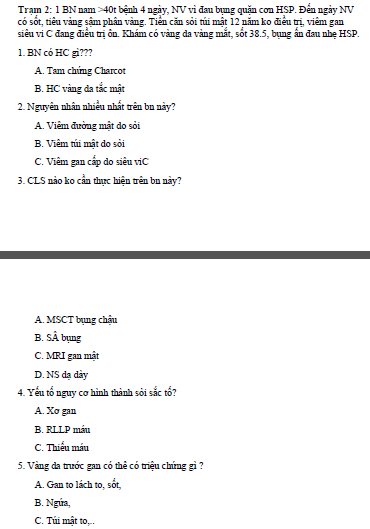 Trạm 2: 1 BN nam >40t bệnh 4 ngày, NV vì đau bụng quặn cơn HSP. Đến ngày NV
có sốt, tiêu vàng sậm phân vàng. Tiền căn sỏi túi mật 12 năm ko điều trị, viêm gan
siêu vi C đang điều trị ổn. Khám có vàng da vàng mắt, sốt 38.5, bụng ấn đau nhẹ HSP.
1. BN có HC gì???
A. Tam chứng Charcot
B. HC vàng da tắc mật
2. Nguyên nhân nhiều nhất trên bn này?
A. Viêm đường mật do sỏi
B. Viêm túi mật do sỏi
C. Viêm gan cấp do siêu viC
3. CLS nào ko cần thực hiện trên bn này?
A. MSCT bụng chậu
B. SÂ bụng
C. MRI gan mật
D. NS dạ dày
4. Yếu tố nguy cơ hình thành sỏi sắc tố?
A. Xơ gan
B. RLLP máu
C. Thiếu máu
5. Vàng da trước gan có thể có triệu chứng gì ?
A. Gan to lách to, sốt,
B. Ngứa,
C. Túi mật to,..